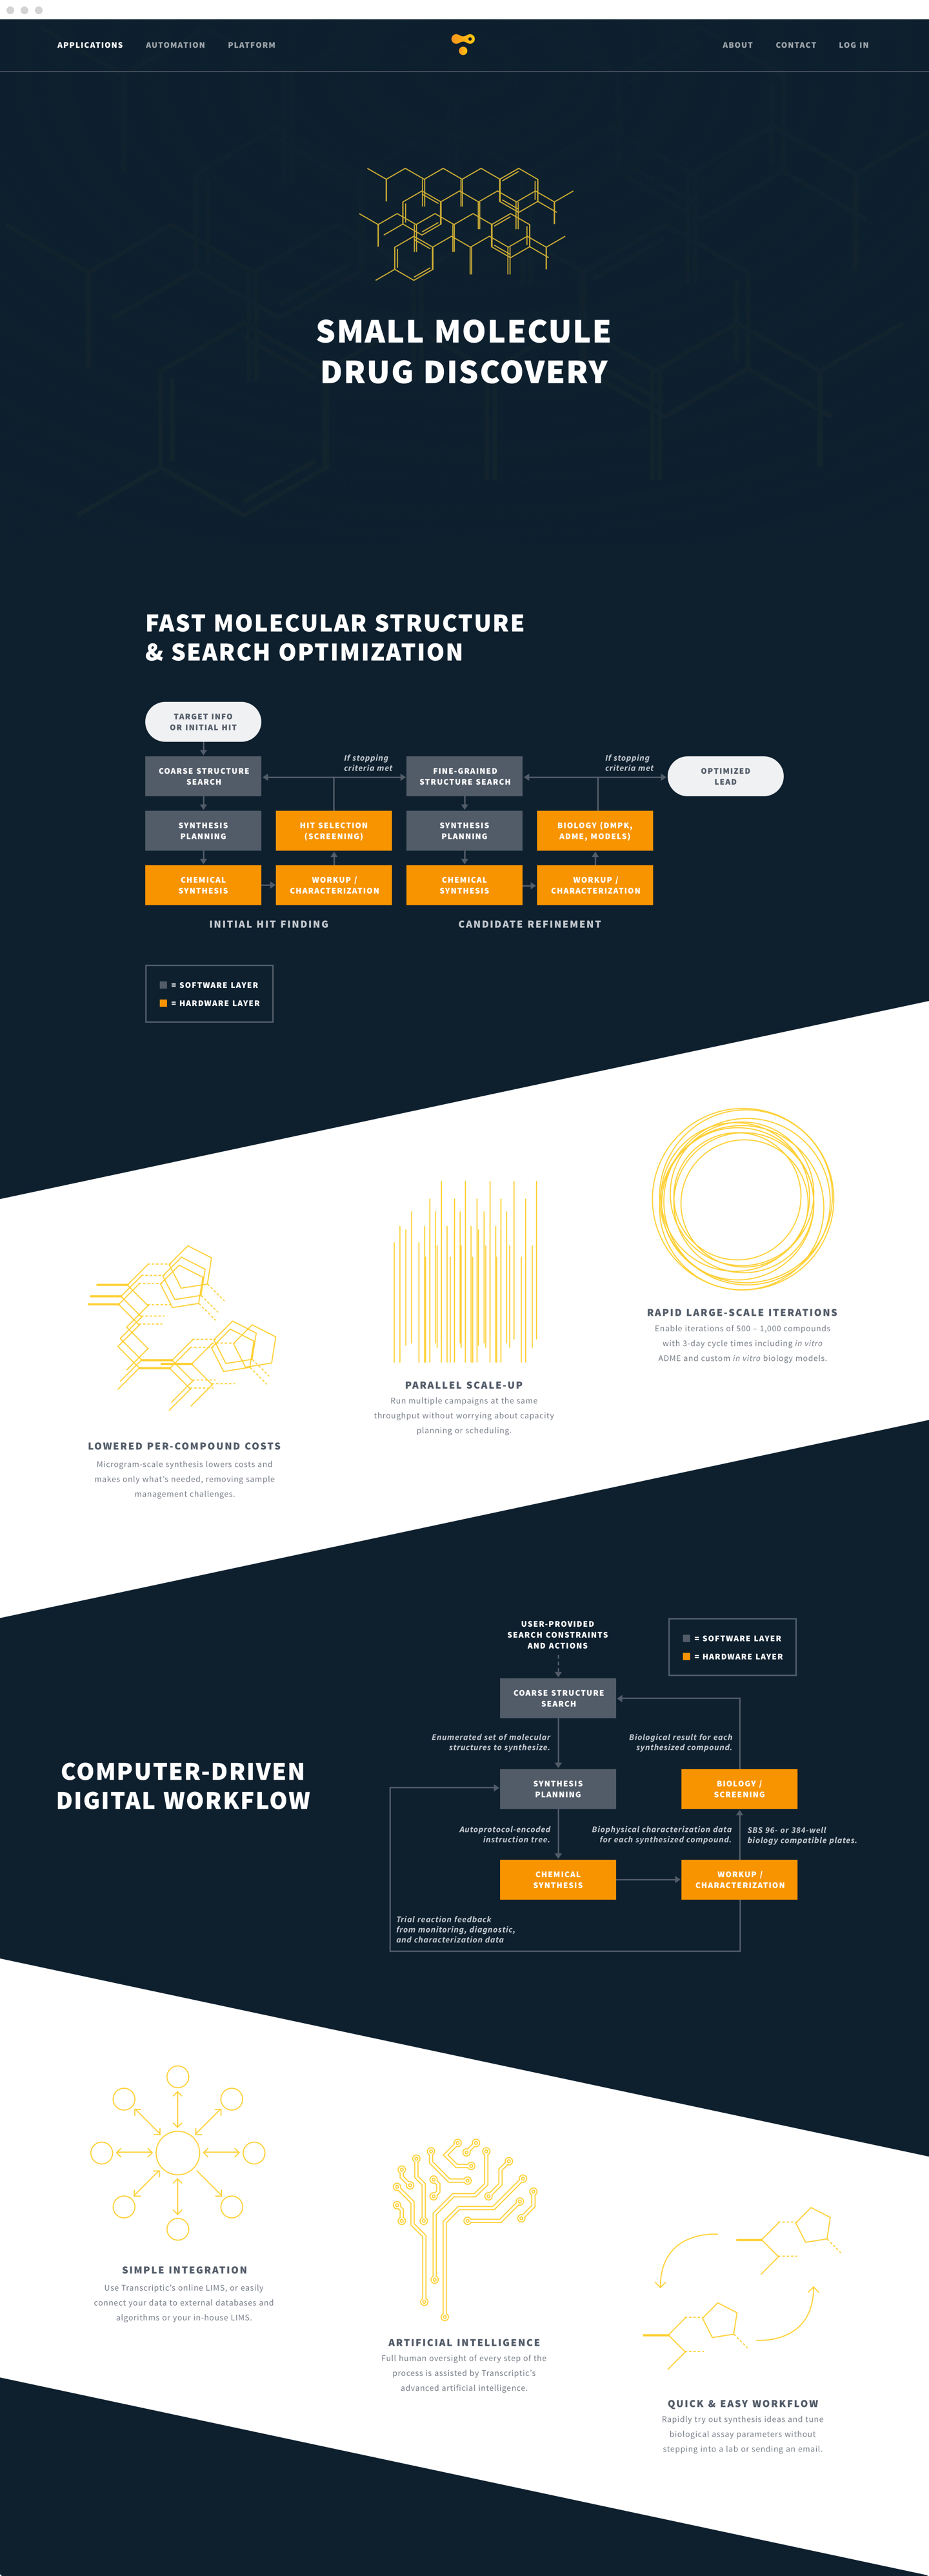 APPLICATIONS AUTOMATION PLATFORM ABOUT CONTACT LOG IN
SMALL MOLECULE
DRUG DISCOVERY
FAST MOLECULAR STRUCTURE
& SEARCH OPTIMIZATION
TARGET INFO
OR INITIAL HIT
COARSE STRUCTURE
SEARCH
If stopping
criteria met
FINE-GRAINED
STRUCTURE SEARCH
If stopping
criteria met
OPTIMIZED
LEAD
SYNTHESIS
PLANNING
HIT SELECTION
(SCREENING)
SYNTHESIS
PLANNING
BIOLOGY (DMPK,
ADME, MODELS)
CHEMICAL
SYNTHESIS
WORKUP /
CHARACTERIZATION
CHEMICAL
SYNTHESIS
WORKUP /
CHARACTERIZATION
INITIAL HIT FINDING
CANDIDATE REFINEMENT
= SOFTWARE LAYER
= HARDWARE LAYER
RAPID LARGE-SCALE ITERATIONS
Enable iterations of 500 – 1,000 compounds
with 3-day cycle times including in vitro
ADME and custom in vitro biology models.
PARALLEL SCALE-UP
Run multiple campaigns at the same
throughput without worrying about capacity
planning or scheduling.
LOWERED PER-COMPOUND COSTS
Microgram-scale synthesis lowers costs and
makes only what's needed, removing sample
management challenges.
COMPUTER-DRIVEN
DIGITAL WORKFLOW
USER-PROVIDED
SEARCH CONSTRAINTS
AND ACTIONS
= SOFTWARE LAYER
= HARDWARE LAYER
COARSE STRUCTURE
SEARCH
Enumerated set of molecular
structures to synthesize.
Biological result for each
synthesized compound.
SYNTHESIS
PLANNING
BIOLOGY /
SCREENING
Autoprotocol-encoded
instruction tree.
Biophysical characterization data
for each synthesized compound.
SBS 96- or 384-well
biology compatible plates.
CHEMICAL
SYNTHESIS
WORKUP /
CHARACTERIZATION
Trial reaction feedback
from monitoring, diagnostic,
and characterization data
SIMPLE INTEGRATION
Use Transcriptic's online LIMS, or easily
connect your data to external databases and
algorithms or your in-house LIMS.
ARTIFICIAL INTELLIGENCE
Full human oversight of every step of the
process is assisted by Transcriptic's
advanced artificial intelligence.
QUICK & EASY WORKFLOW
Rapidly try out synthesis ideas and tune
biological assay parameters without
stepping into a lab or sending an email.